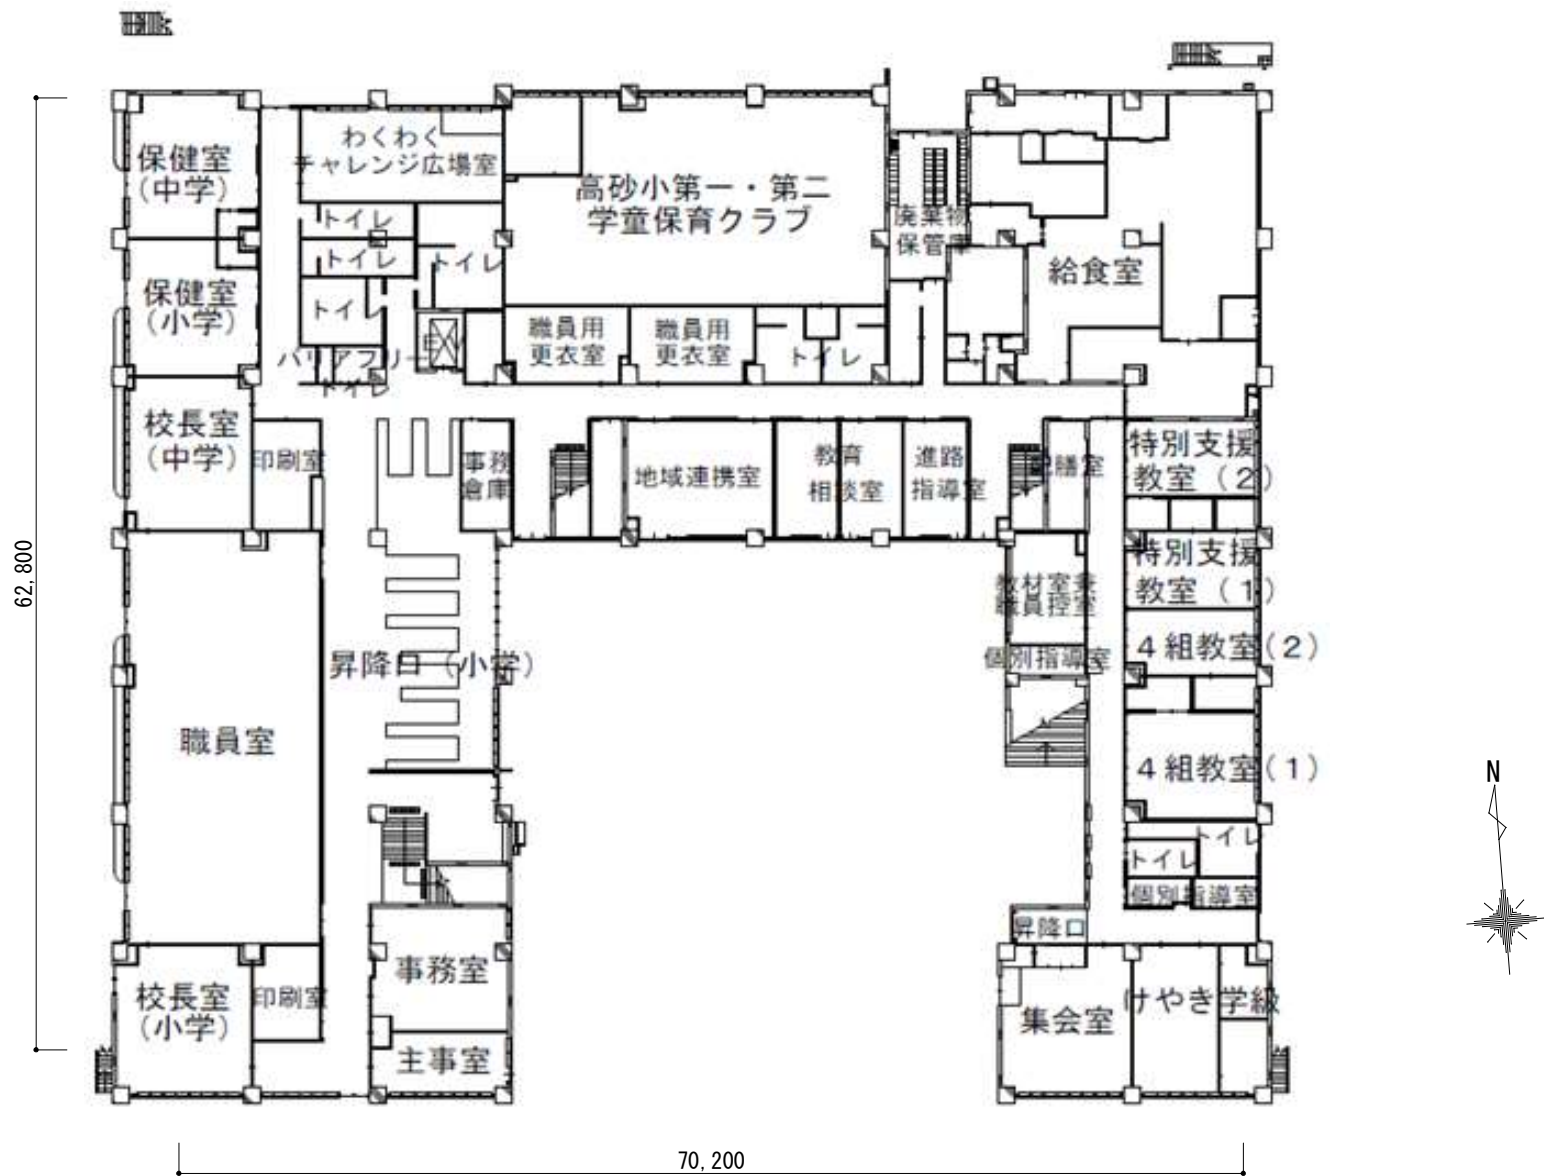 わくわく
チャレンジ広場室
保健室
(中学)
高砂小第一・第二
学童保育クラブ
トイレ
トイレ
トイレ
廃棄物
保管庫
給食室
保健室
(小学)
トイレ
EV
職員用
更衣室
職員用
更衣室
トイレ
バリアフリー
トイレ
校長室
(中学)
印刷室
事務
倉庫
地域連携室
教育
相談室
進路
指導室
特別支援
教室(2)
特別支援
教室(1)
教材室兼
職員控室
4組教室(2)
個別指導室
昇降口(小学)
職員室
4組教室(1)
トイレ
トイレ
個別指導室
昇降口
校長室
(小学)
印刷室
事務室
主事室
集会室
けやき学級
62,800
70,200
N